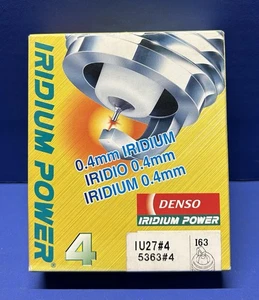 IRIDIUM POWER
4
0.4mm IRIDIUM
IRIDIO 0.4mm
IRIDIUM 0.4mm
DENSO
IRIDIUM POWER
IU27#4
5363#4
I63